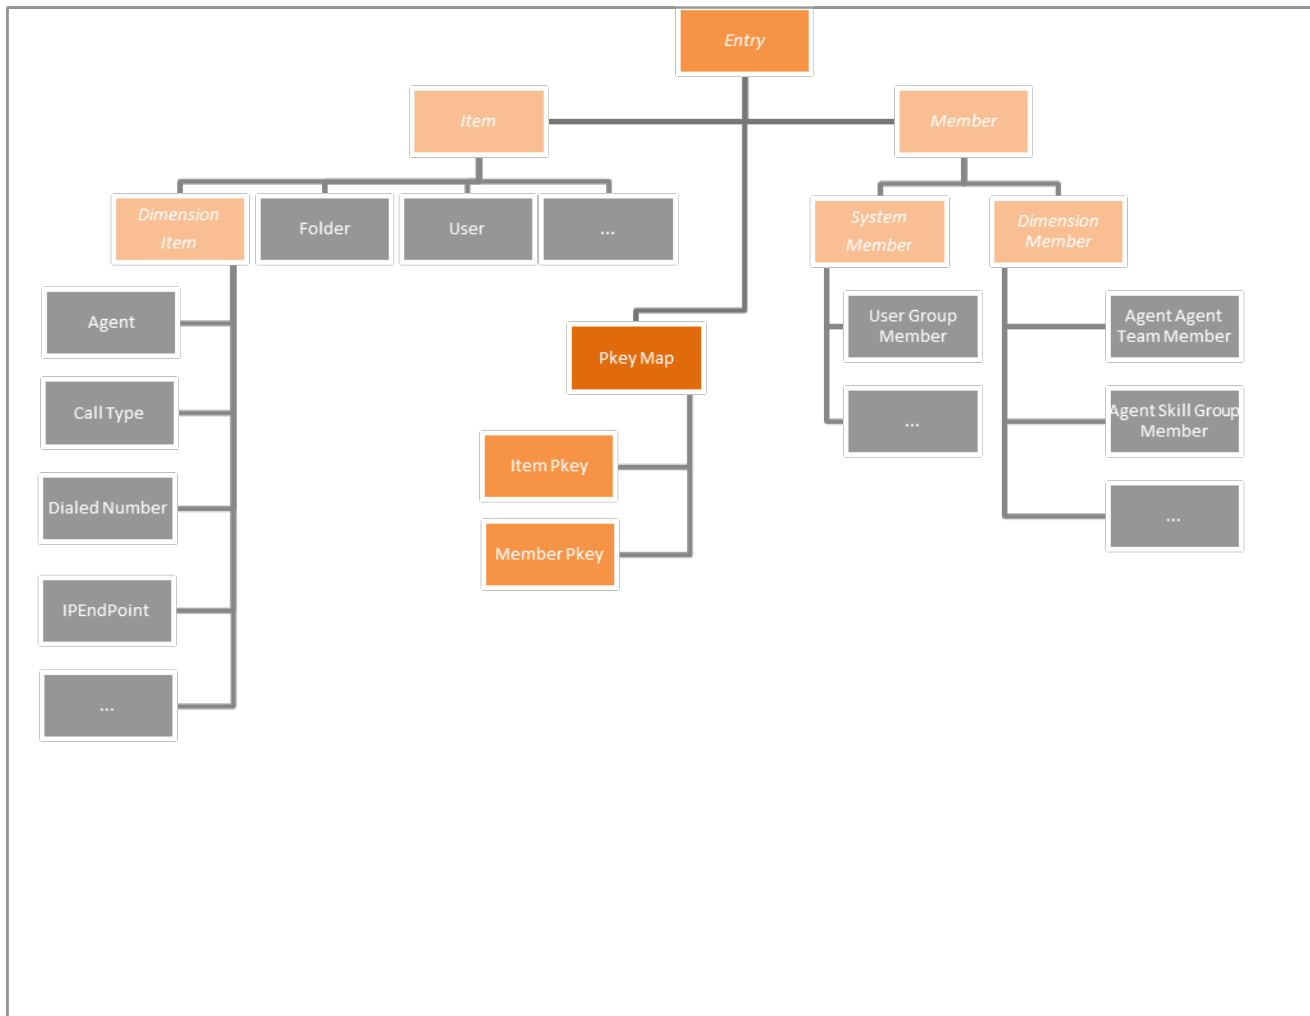 Entry
Item
Member
Dimension
Item
Folder
User
...
System
Member
Dimension
Member
Agent
Call Type
Dialed Number
IPEndPoint
...
Pkey Map
Item Pkey
Member Pkey
User Group
Member
...
Agent Agent
Team Member
Agent Skill Group
Member
...